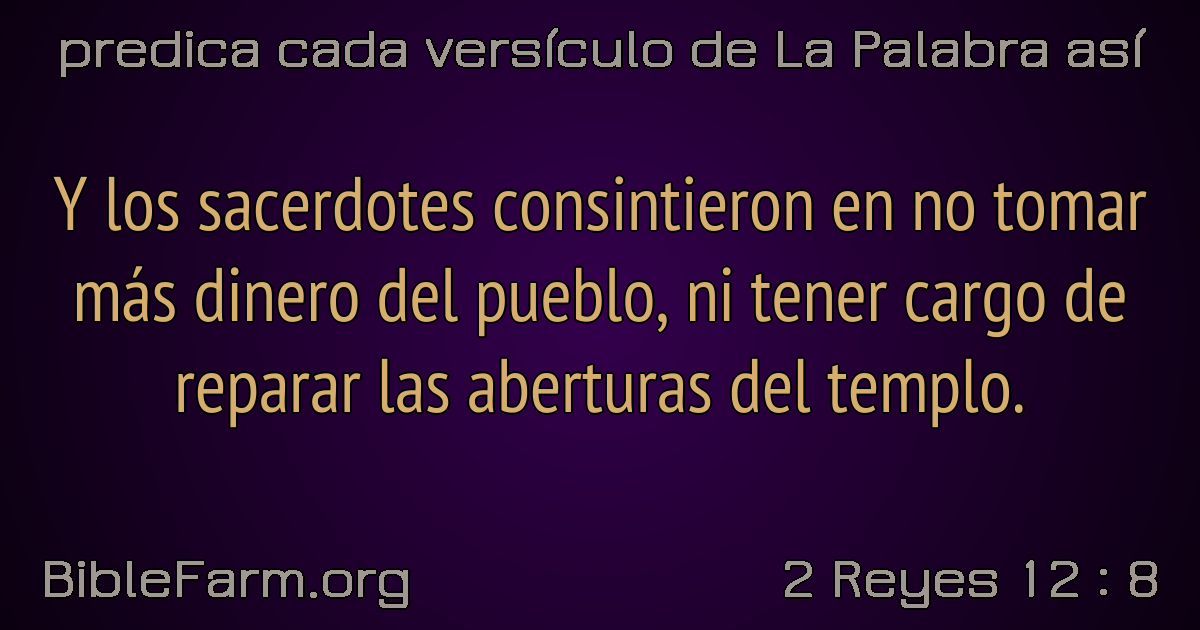 predica cada versículo de La Palabra así
Y los sacerdotes consintieron en no tomar
más dinero del pueblo, ni tener cargo de
reparar las aberturas del templo.
BibleFarm.org
2 Reyes 12 : 8